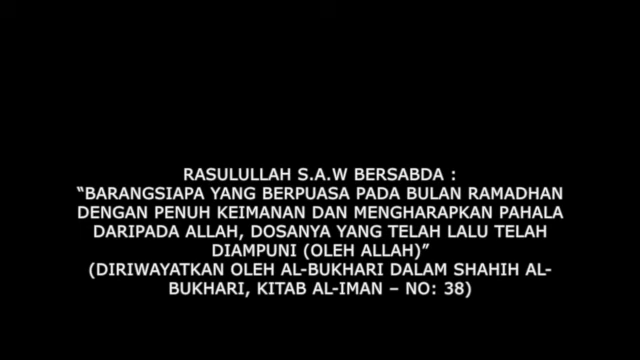 RASULULLAH S.A.W BERSABDA :
“BARANGSIAPA YANG BERPUASA PADA BULAN RAMADHAN
DENGAN PENUH KEIMANAN DAN MENGHARAPKAN PAHALA
DARIPADA ALLAH, DOSANYA YANG TELAH LALU TELAH
DIAMPUNI (OLEH ALLAH)”
(DIRIWAYATKAN OLEH AL-BUKHARI DALAM SHAHIH AL-
BUKHARI, KITAB AL-IMAN – NO: 38)